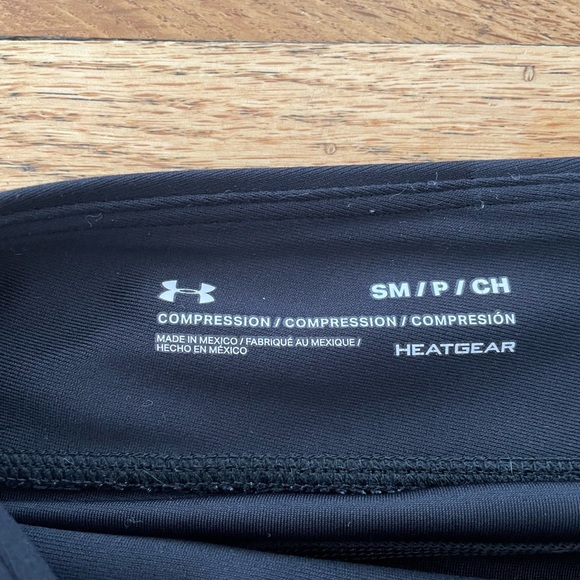 SM / P / CH
COMPRESSION / COMPRESSION / COMPRESIÓN
MADE IN MEXICO / FABRIQUÉ AU MEXIQUE /
HECHO EN MÉXICO
HEATGEAR